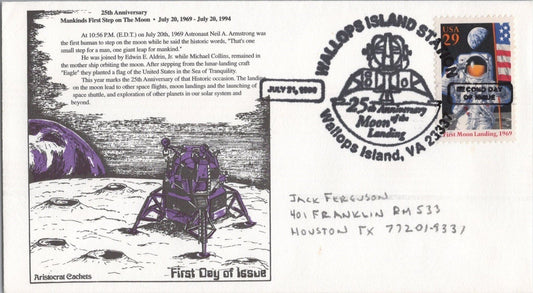 25th Anniversary
Mankinds First Step on The Moon • July 20, 1969 - July 20, 1994
At 10:56 P.M. (E.D.T.) on July 20th, 1969 Astronaut Neil A. Armstrong was
the first human to step on the moon while he said the historic words, "That's one
small step for a man, one giant leap for mankind."
He was joined by Edwin E. Aldrin, Jr. while Michael Collins, remained in
the mother ship orbiting the moon. After stepping from the lunar landing craft
"Eagle" they planted a flag of the United States in the Sea of Tranquility.
This year marks the 25th Anniversary of that Historic occasion. The landing
on the moon lead to other space flights, moon landings and the launching of
space shuttle, and exploration of other planets in our solar system and
beyond.
Aristocrat Cachets
First Day of Issue
WALLOPS ISLAND
JULY 21,
25th Anniversary
of the
Moon
Landing
Wallops Island, VA
USA
29
SECOND DAY
OF ISSUE
First Moon Landing, 1969
JACK FERGUSON
401 FRANKLIN RM 533
HOUSTON TX 77201-9331